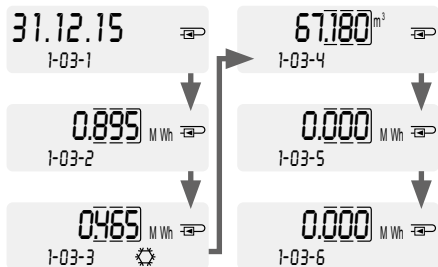 31.12.15
1-03-1
0.895 MWh
1-03-2
0.465 MWh
1-03-3
67.180 m³
1-03-4
0.000 MWh
1-03-5
0.000 MWh
1-03-6